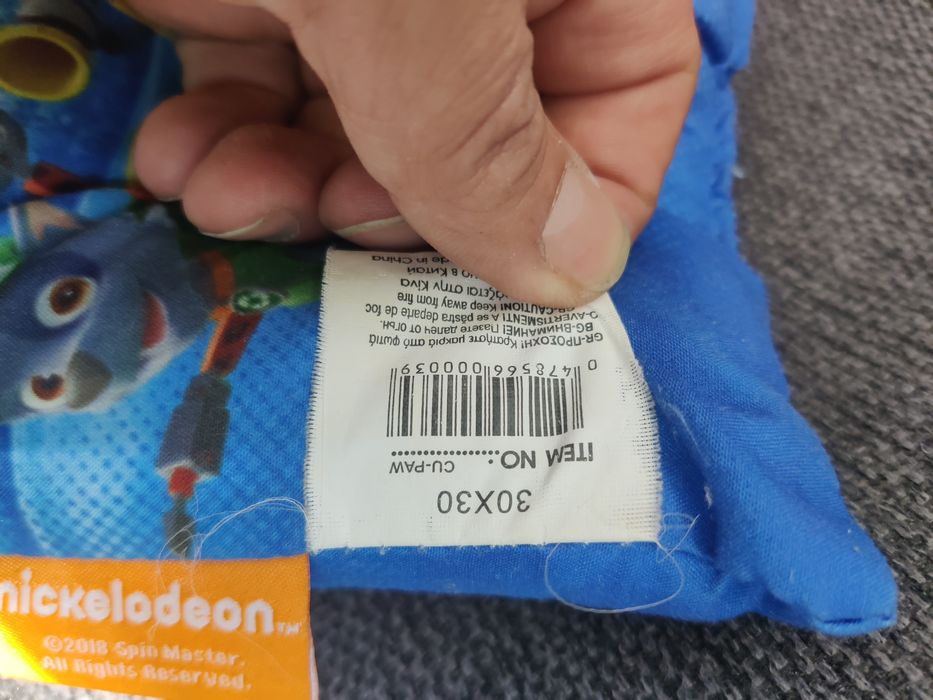 30X30
ITEM NO.:............ CU-PAW
0 478566 000039
GR-ΠΡΟΣΟΧΗ! Κρατήστε μακριά από φωτιά
BG-ВНИМАНИЕ! Пазете далеч от огън.
AVERTISMENT! A se păstra departe de foc
CAUTION! Keep away from fire
στην Κίνα
в Китай
in China
nickelodeon™
©2018 Spin Master.
All Rights Reserved.